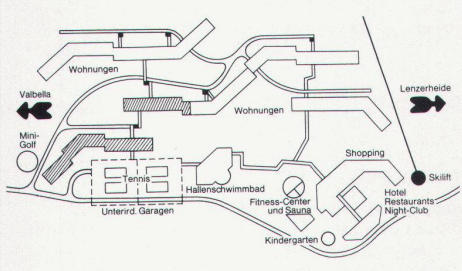 Wohnungen
Valbella
Lenzerheide
Wohnungen
Mini-
Golf
Shopping
Tennis
Hallenschwimmbad
Skilift
Fitness-Center
und Sauna
Hotel
Restaurants
Night-Club
Unterird. Garagen
Kindergarten